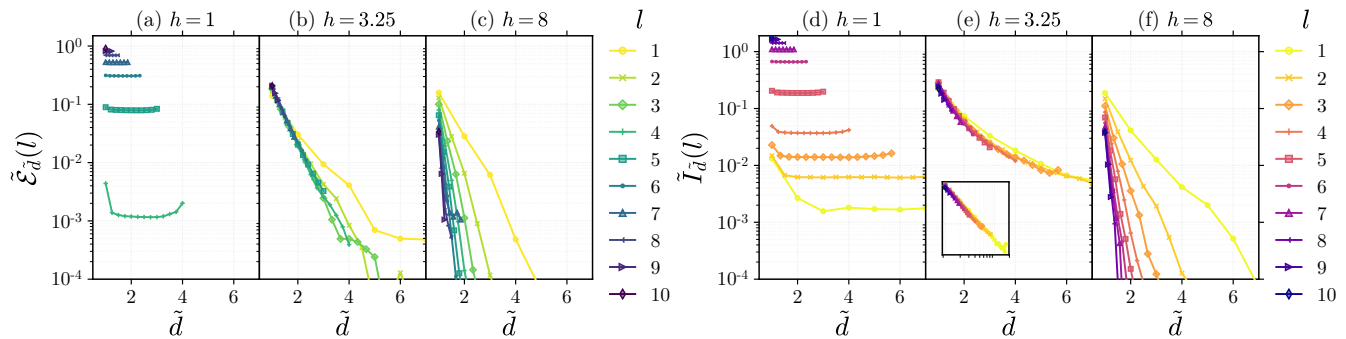 (a) h = 1
(b) h = 3.25
(c) h = 8
l
(d) h = 1
(e) h = 3.25
(f) h = 8
l
10^0
10^-1
10^-2
10^-3
10^-4
Ẽ_d̃(l)
2 4 6
2 4 6
2 4 6
d̃
d̃
d̃
1
2
3
4
5
6
7
8
9
10
10^0
10^-1
10^-2
10^-3
10^-4
Ĩ_d̃(l)
2 4 6
2 4 6
2 4 6
d̃
d̃
d̃
1
2
3
4
5
6
7
8
9
10